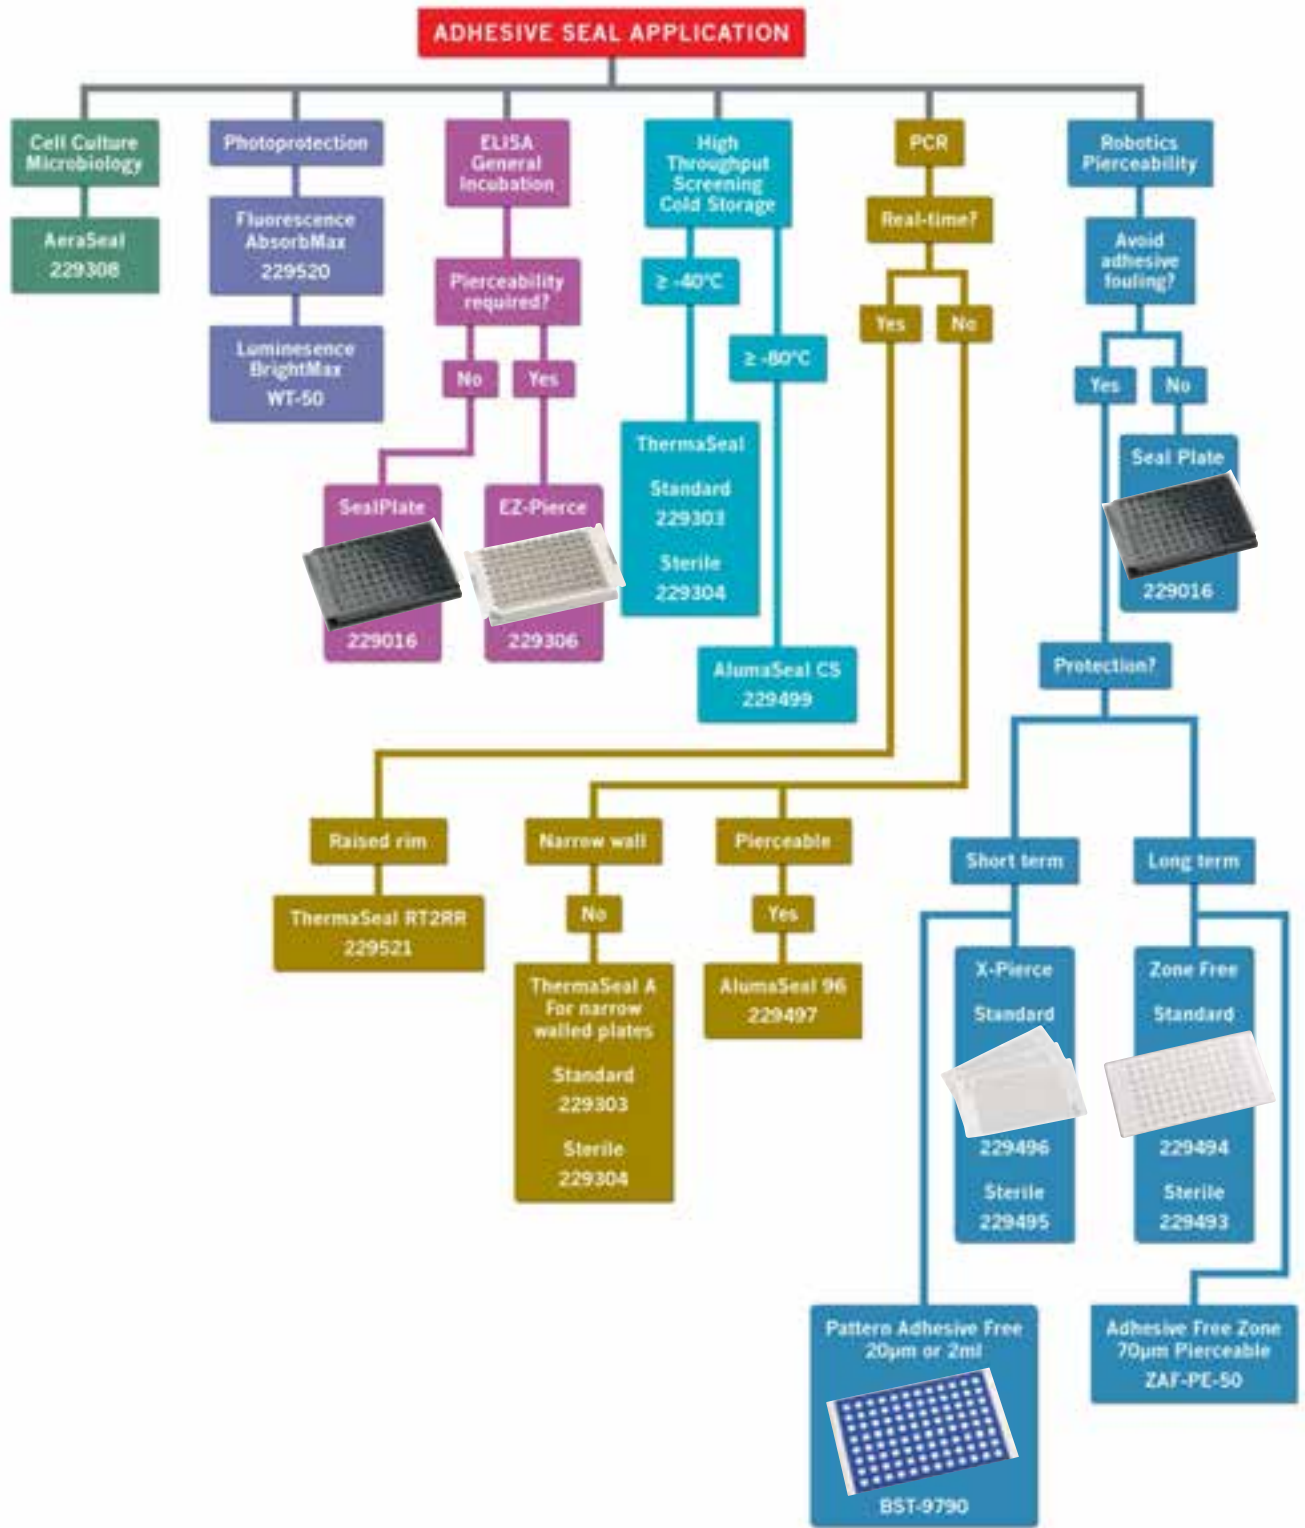 ADHESIVE SEAL APPLICATION
Cell Culture
Microbiology
AeraSeal
229308
Photoprotection
Fluorescence
AbsorbMax
229520
Luminesence
BrightMax
WT-50
ELISA
General
Incubation
Pierceability
required?
No
Yes
SealPlate
229016
EZ-Pierce
229306
High
Throughput
Screening
Cold Storage
≥ -40°C
≥ -80°C
ThermaSeal
Standard
229303
Sterile
229304
AlumaSeal CS
229499
PCR
Real-time?
Yes
No
Raised rim
ThermaSeal RT2RR
229521
Narrow wall
No
ThermaSeal A
For narrow
walled plates
Standard
229303
Sterile
229304
Pierceable
Yes
AlumaSeal 96
229497
Robotics
Pierceability
Avoid
adhesive
fouling?
Yes
No
Seal Plate
229016
Protection?
Short term
Long term
X-Pierce
Standard
229496
Sterile
229495
Zone Free
Standard
229494
Sterile
229493
Pattern Adhesive Free
20µm or 2ml
BST-9790
Adhesive Free Zone
70µm Pierceable
ZAF-PE-50